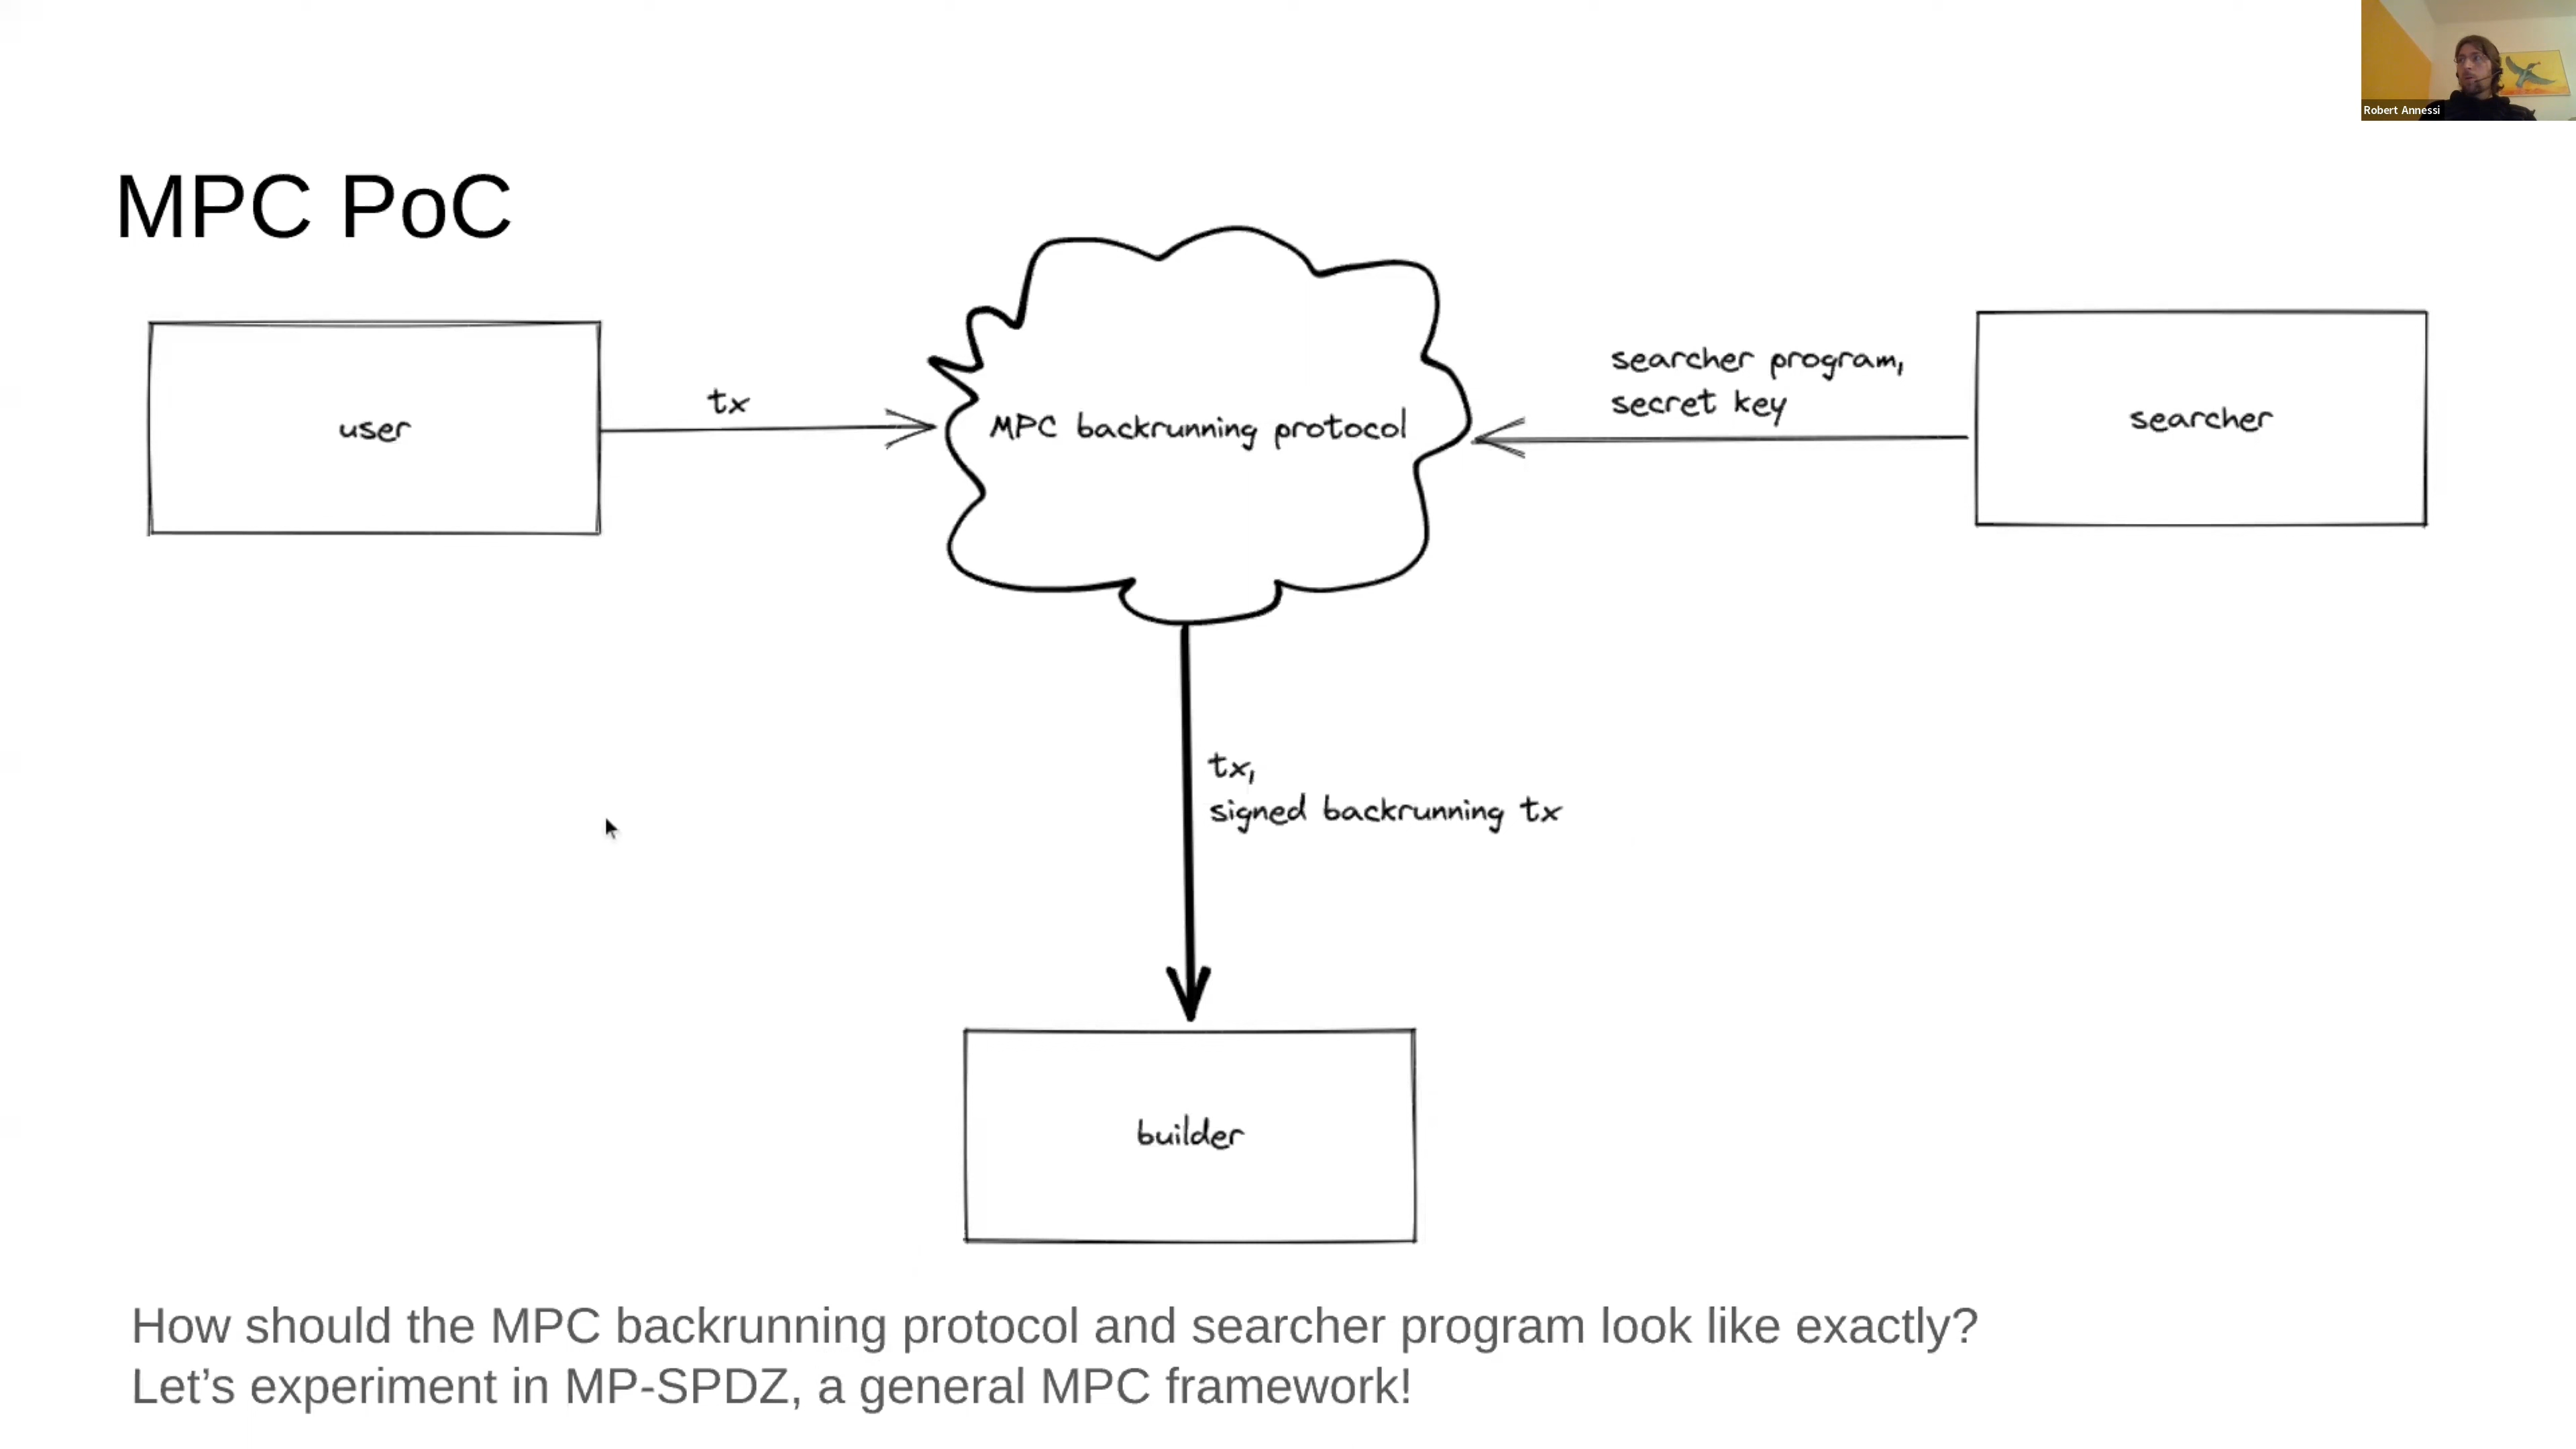 Robert Annessi
MPC PoC
user
tx
MPC backrunning protocol
searcher program,
secret key
searcher
tx,
signed backrunning tx
builder
How should the MPC backrunning protocol and searcher program look like exactly?
Let's experiment in MP-SPDZ, a general MPC framework!